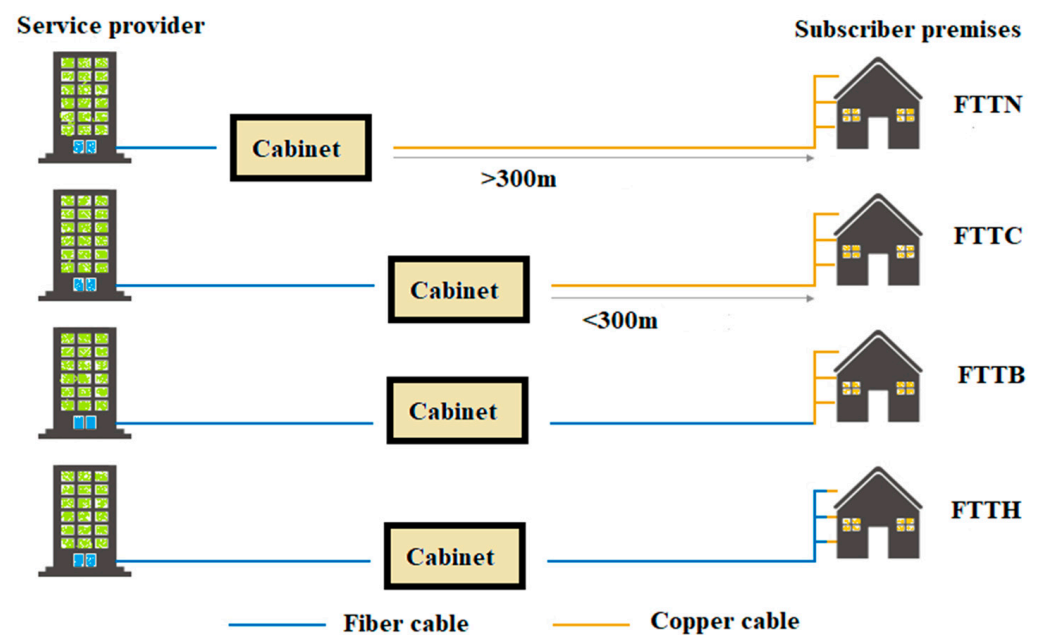 Service provider
Subscriber premises
FTTN
Cabinet
>300m
FTTC
Cabinet
<300m
FTTB
Cabinet
FTTH
Cabinet
Fiber cable
Copper cable